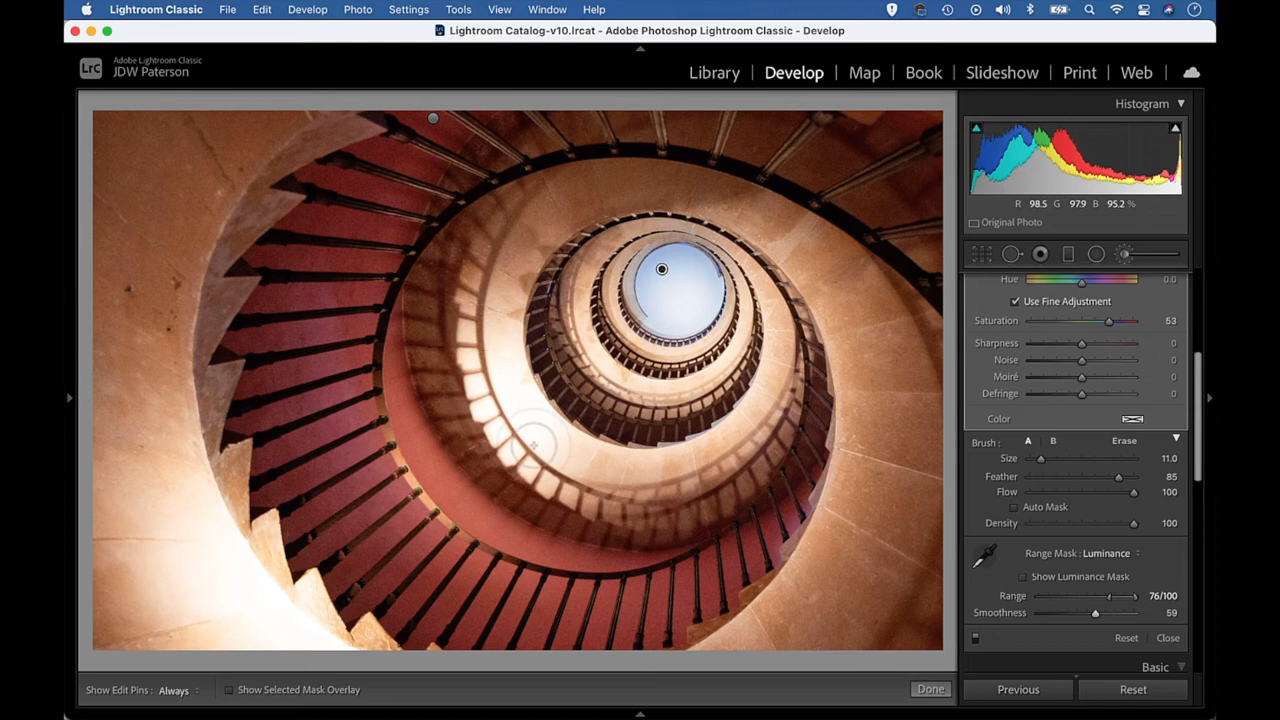 Lightroom Classic File Edit Develop Photo Settings Tools View Window Help
Lightroom Catalog-v10.lrcat - Adobe Photoshop Lightroom Classic - Develop
LrC
Adobe Lightroom Classic
JDW Paterson
Library | Develop | Map | Book | Slideshow | Print | Web |
Histogram
R 98.5 G 97.9 B 95.2 %
Original Photo
Hue 0.0
Use Fine Adjustment
Saturation 53
Sharpness 0
Noise 0
Moiré 0
Defringe 0
Color
Brush : A B Erase
Size 11.0
Feather 85
Flow 100
Auto Mask
Density 100
Range Mask : Luminance
Show Luminance Mask
Range 76/100
Smoothness 59
Reset Close
Basic
Show Edit Pins : Always Show Selected Mask Overlay Done
Previous Reset